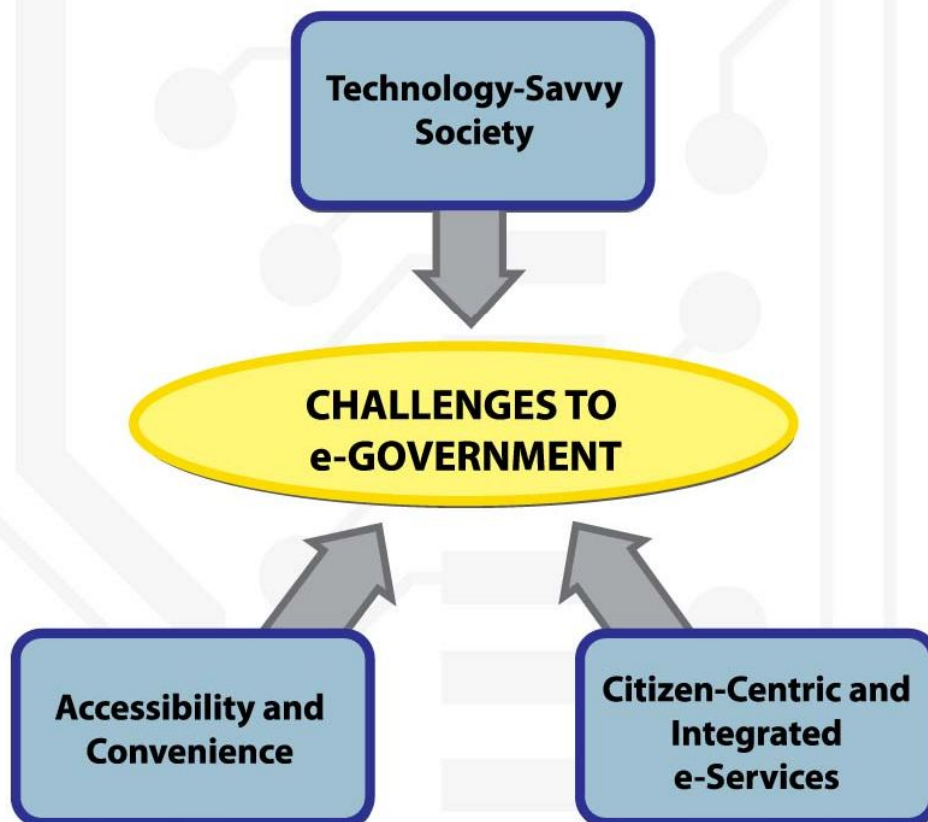 Technology-Savvy
Society
CHALLENGES TO
e-GOVERNMENT
Accessibility and
Convenience
Citizen-Centric and
Integrated
e-Services